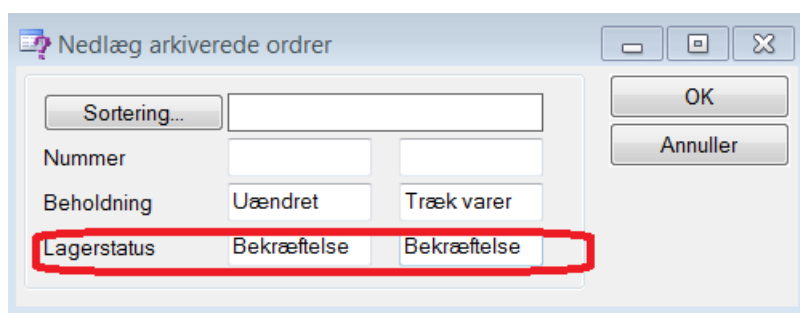 Nedlæg arkiverede ordrer
Sortering...
OK
Nummer
Annuller
Beholdning Uændret Træk varer
Lagerstatus Bekræftelse Bekræftelse